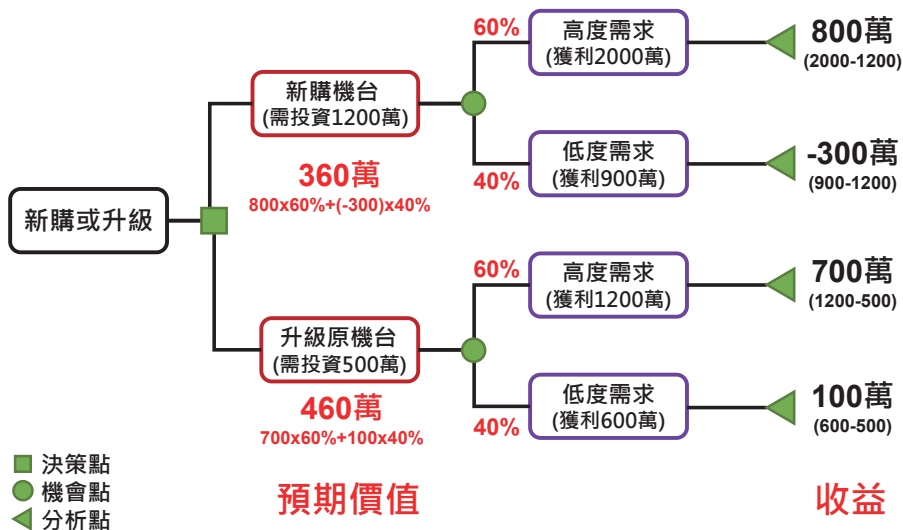 新購或升級
新購機台
(需投資1200萬)
360萬
800x60%+(-300)x40%
60%
高度需求
(獲利2000萬)
800萬
(2000-1200)
40%
低度需求
(獲利900萬)
-300萬
(900-1200)
升級原機台
(需投資500萬)
460萬
700x60%+100x40%
60%
高度需求
(獲利1200萬)
700萬
(1200-500)
40%
低度需求
(獲利600萬)
100萬
(600-500)
決策點
機會點
分析點
預期價值
收益